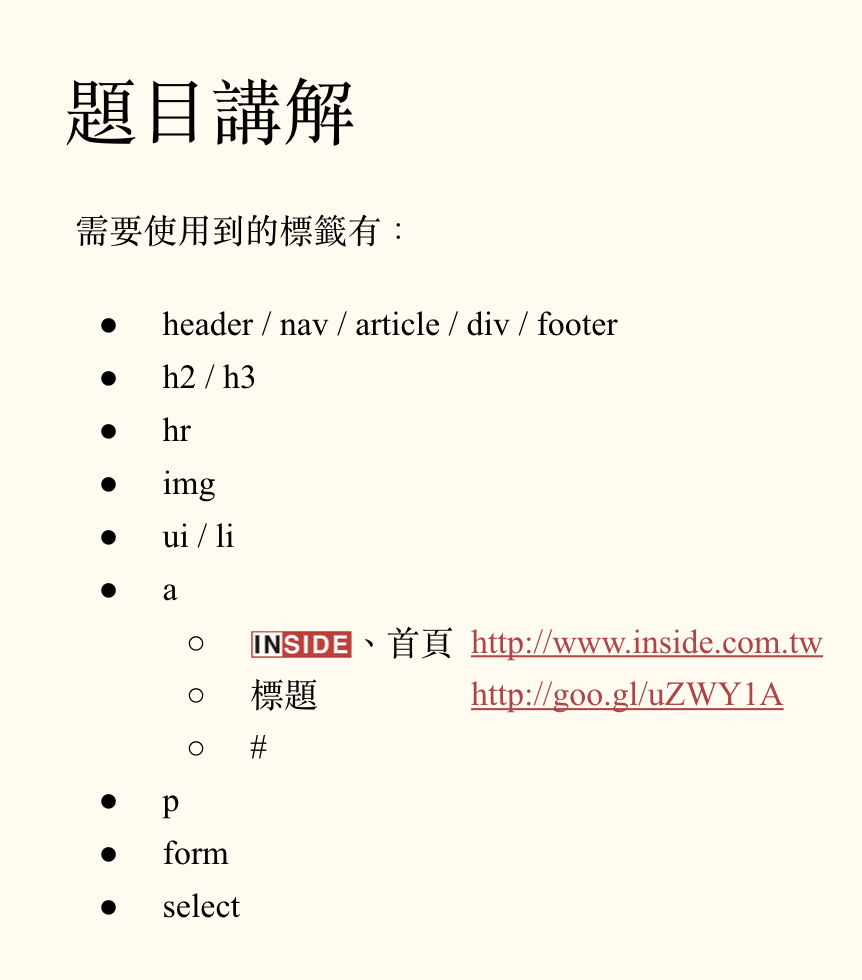 題目講解
需要使用到的標籤有：
● header / nav / article / div / footer
● h2 / h3
● hr
● img
● ui / li
● a
○ INSIDE、首頁 http://www.inside.com.tw
○ 標題 http://goo.gl/uZWY1A
○ #
● p
● form
● select